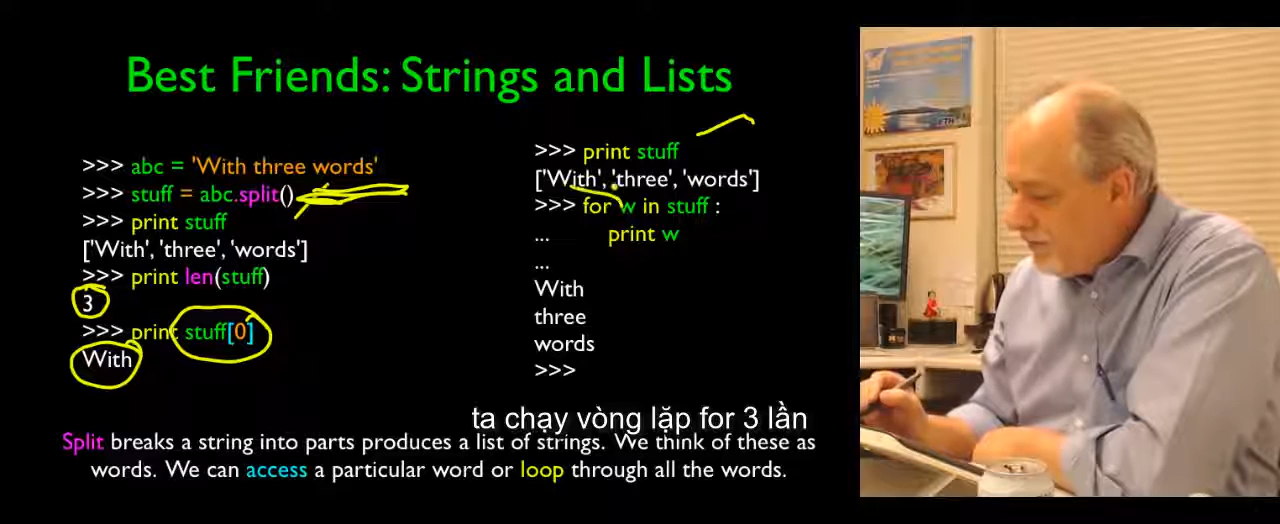 Best Friends: Strings and Lists
>>> abc = 'With three words'
>>> stuff = abc.split()
>>> print stuff
['With', 'three', 'words']
>>> print len(stuff)
3
>>> print stuff[0]
With
>>> print stuff
['With', 'three', 'words']
>>> for w in stuff :
... print w
...
With
three
words
>>>
ta chạy vòng lặp for 3 lần
Split breaks a string into parts produces a list of strings. We think of these as
words. We can access a particular word or loop through all the words.